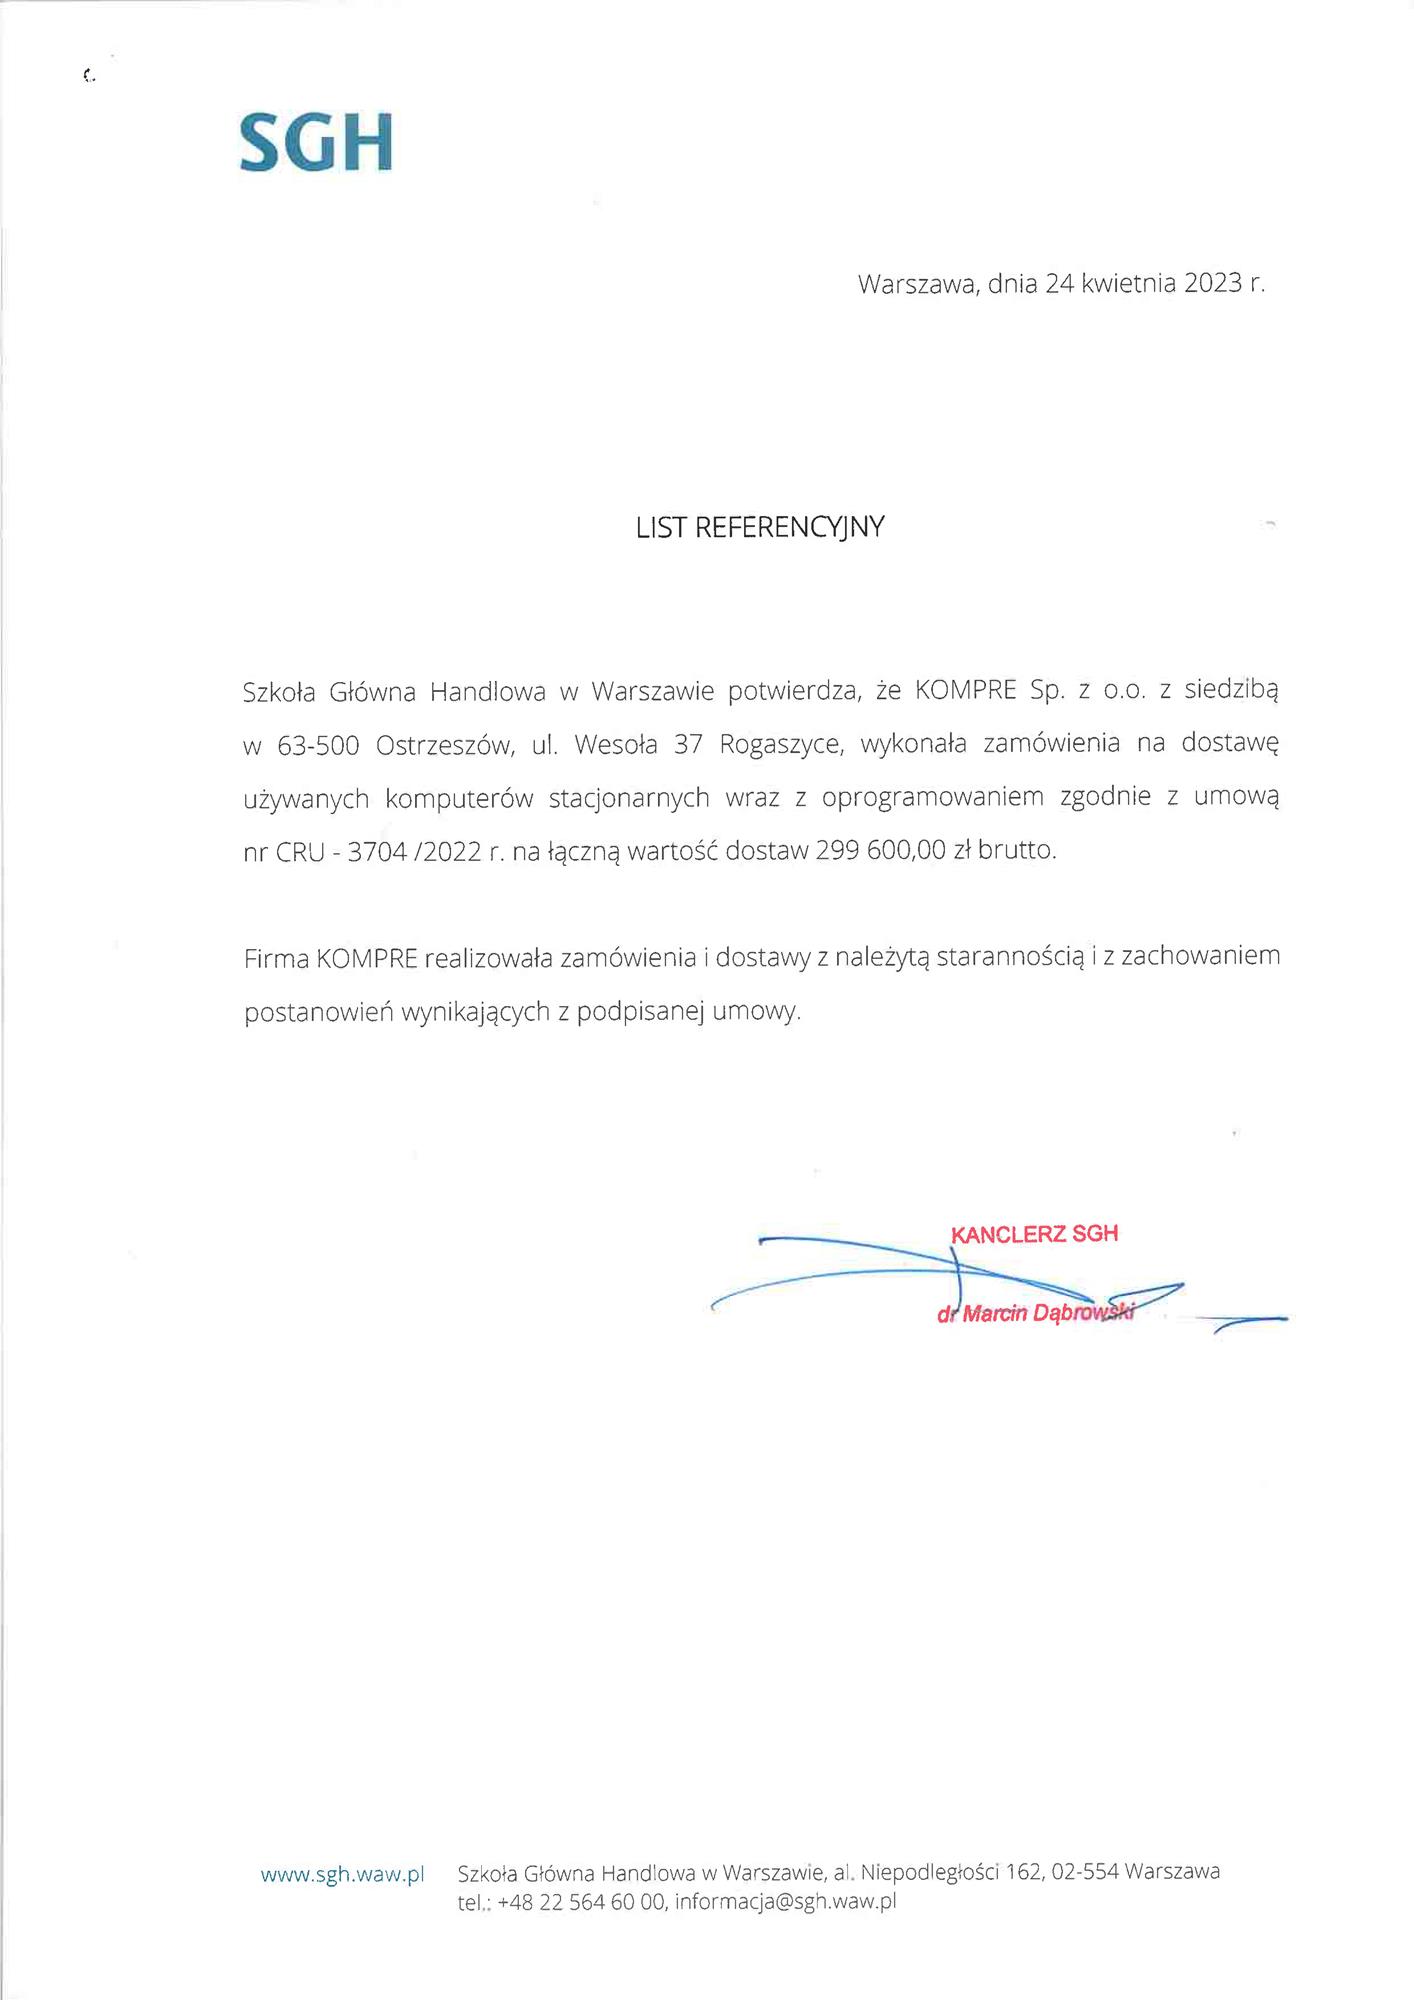 SGH
Warszawa, dnia 24 kwietnia 2023 r.
LIST REFERENCYJNY
Szkoła Główna Handlowa w Warszawie potwierdza, że KOMPRE Sp. z o.o. z siedzibą
w 63-500 Ostrzeszów, ul. Wesoła 37 Rogaszyce, wykonała zamówienia na dostawę
używanych komputerów stacjonarnych wraz z oprogramowaniem zgodnie z umową
nr CRU - 3704 /2022 r. na łączną wartość dostaw 299 600,00 zł brutto.
Firma KOMPRE realizowała zamówienia i dostawy z należytą starannością i z zachowaniem
postanowień wynikających z podpisanej umowy.
KANCLERZ SGH
dr Marcin Dąbrowski
www.sgh.waw.pl Szkoła Główna Handlowa w Warszawie, al. Niepodległości 162, 02-554 Warszawa
tel.: +48 22 564 60 00, informacja@sgh.waw.pl